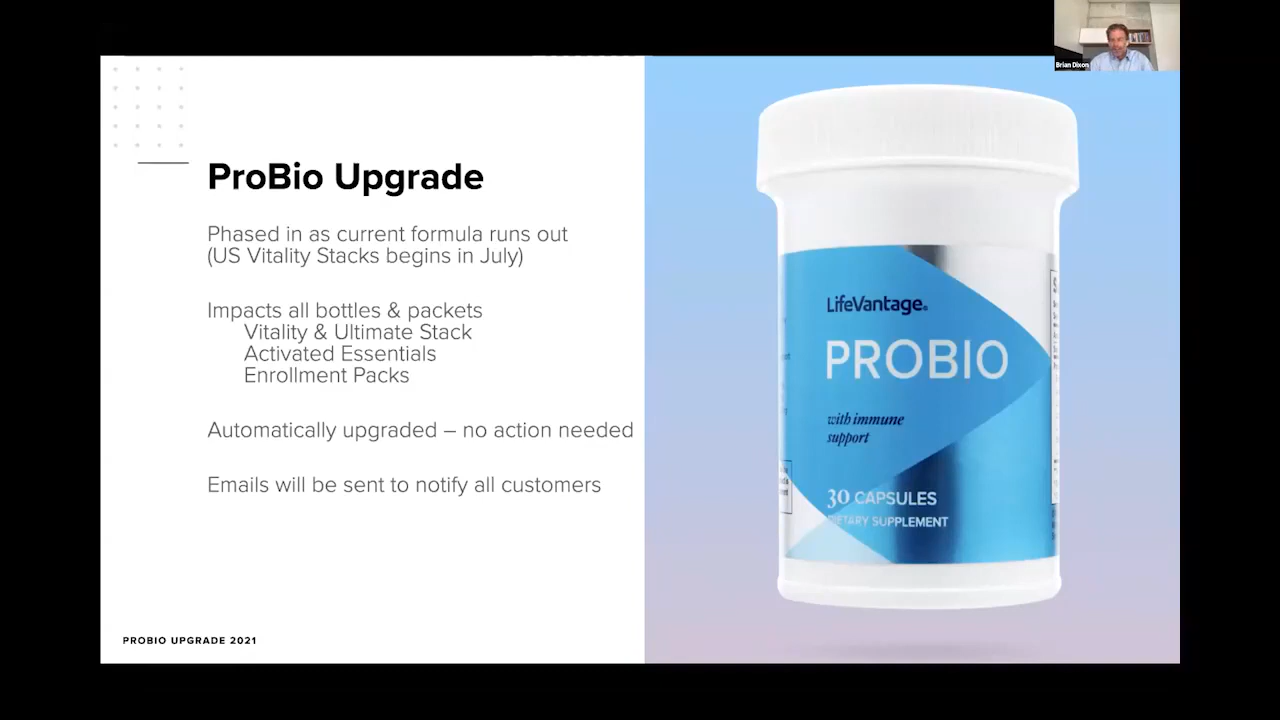 Brian Dixon
ProBio Upgrade
Phased in as current formula runs out
(US Vitality Stacks begins in July)
Impacts all bottles & packets
Vitality & Ultimate Stack
Activated Essentials
Enrollment Packs
Automatically upgraded – no action needed
Emails will be sent to notify all customers
PROBIO UPGRADE 2021
LifeVantage®
PROBIO
with immune
support
30 CAPSULES
DIETARY SUPPLEMENT